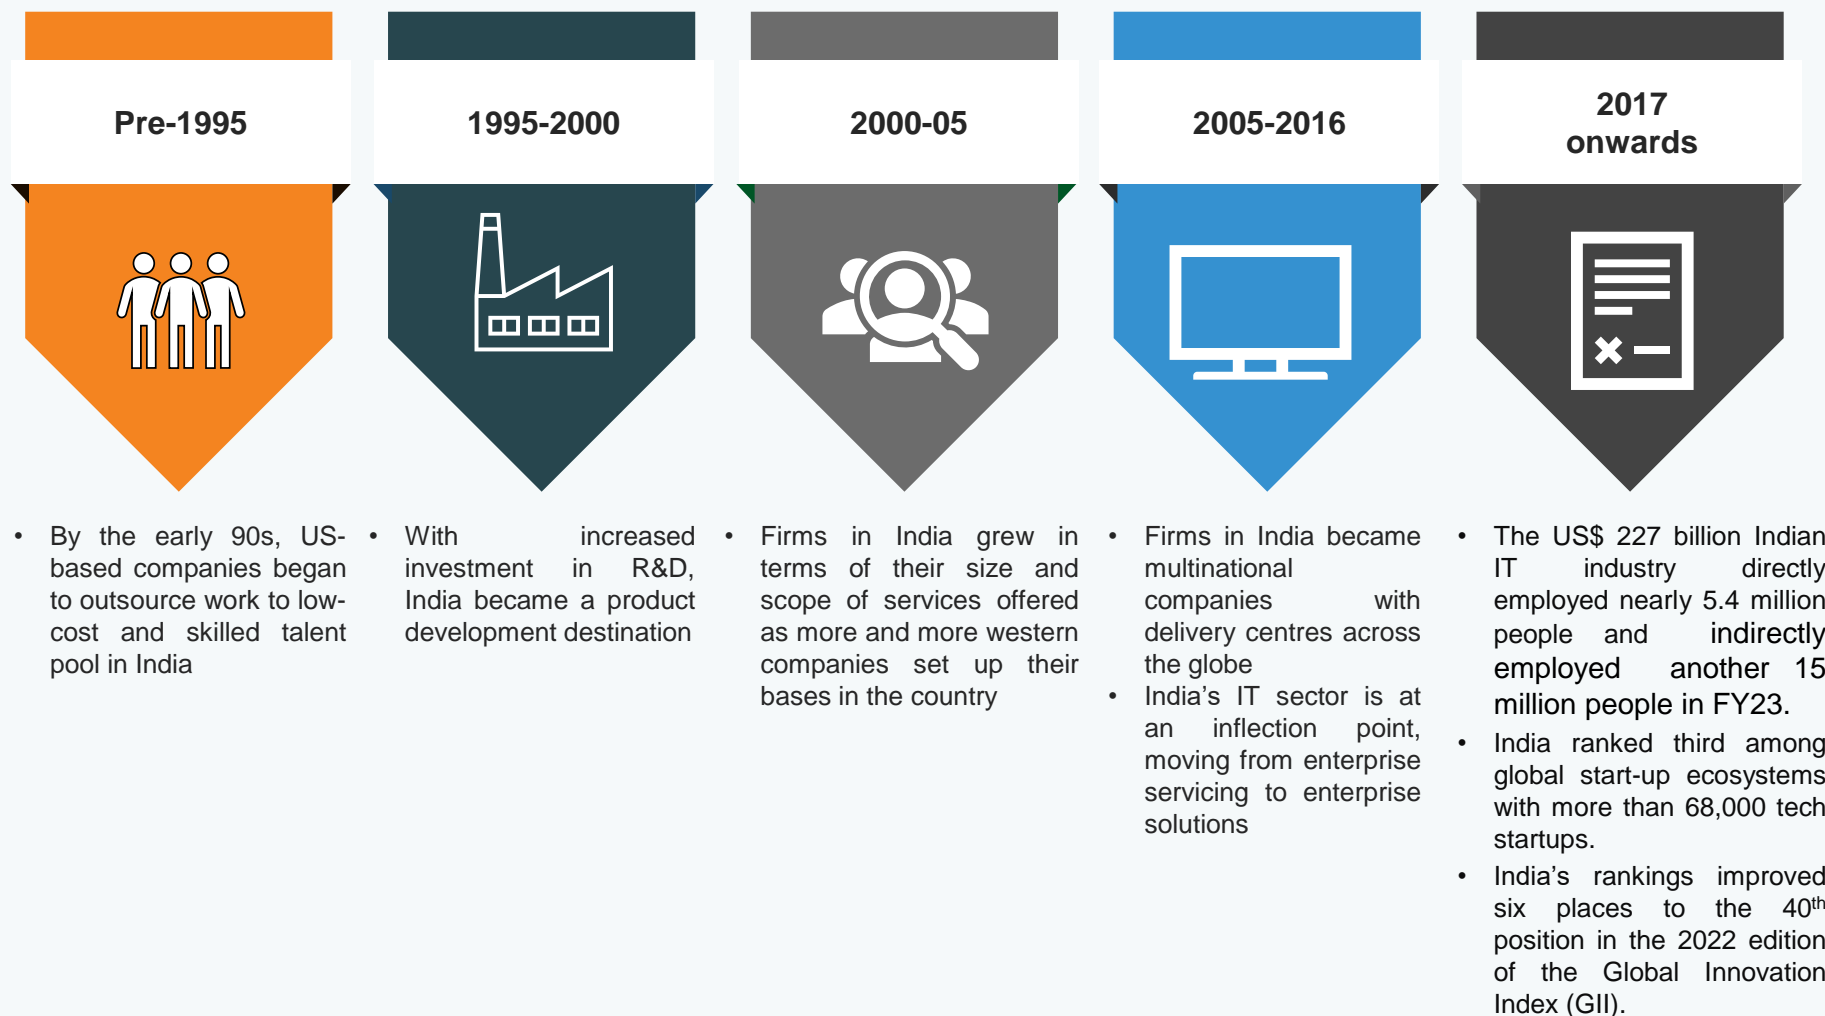 Pre-1995
1995-2000
2000-05
2005-2016
2017
onwards
• By the early 90s, US-
based companies began
to outsource work to low-
cost and skilled talent
pool in India
• With increased
investment in R&D,
India became a product
development destination
• Firms in India grew in
terms of their size and
scope of services offered
as more and more western
companies set up their
bases in the country
• Firms in India became
multinational
companies with
delivery centres across
the globe
• India’s IT sector is at
an inflection point,
moving from enterprise
servicing to enterprise
solutions
• The US$ 227 billion Indian
IT industry directly
employed nearly 5.4 million
people and indirectly
employed another 15
million people in FY23.
• India ranked third among
global start-up ecosystems
with more than 68,000 tech
startups.
• India’s rankings improved
six places to the 40th
position in the 2022 edition
of the Global Innovation
Index (GII).